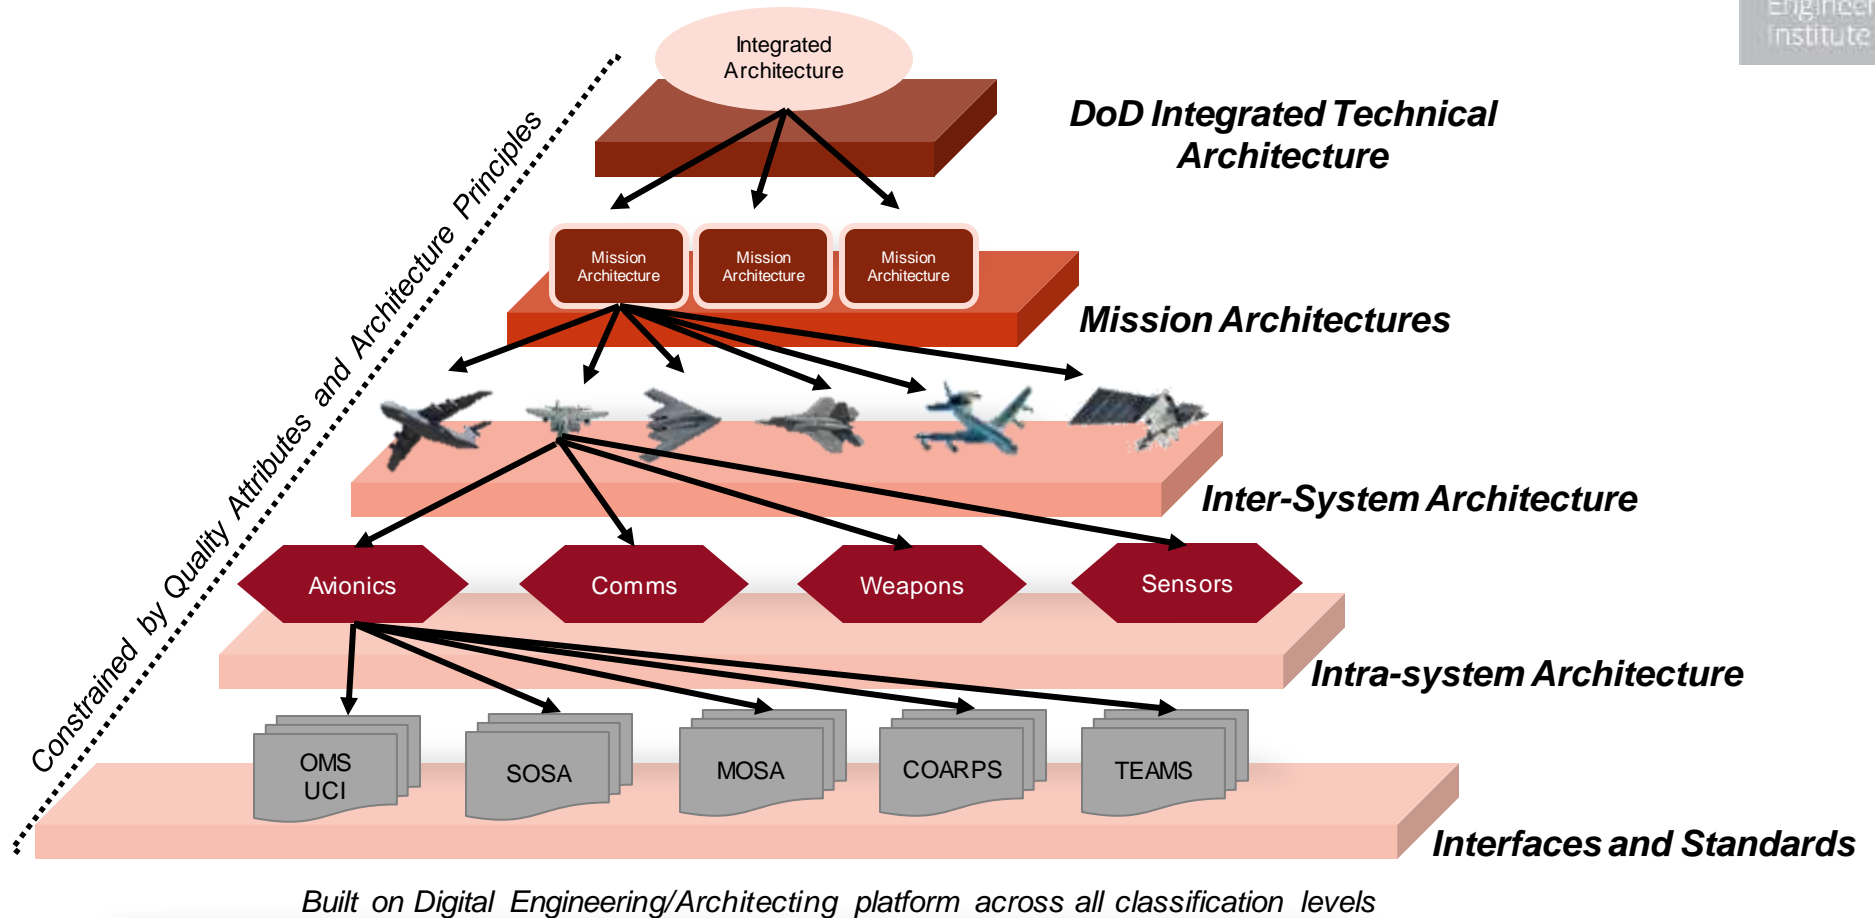 Engineering
Institute
Integrated
Architecture
DoD Integrated Technical
Architecture
Constrained by Quality Attributes and Architecture Principles
Mission
Architecture
Mission
Architecture
Mission
Architecture
Mission Architectures
Inter-System Architecture
Avionics
Comms
Weapons
Sensors
Intra-system Architecture
OMS
UCI
SOSA
MOSA
COARPS
TEAMS
Interfaces and Standards
Built on Digital Engineering/Architecting platform across all classification levels